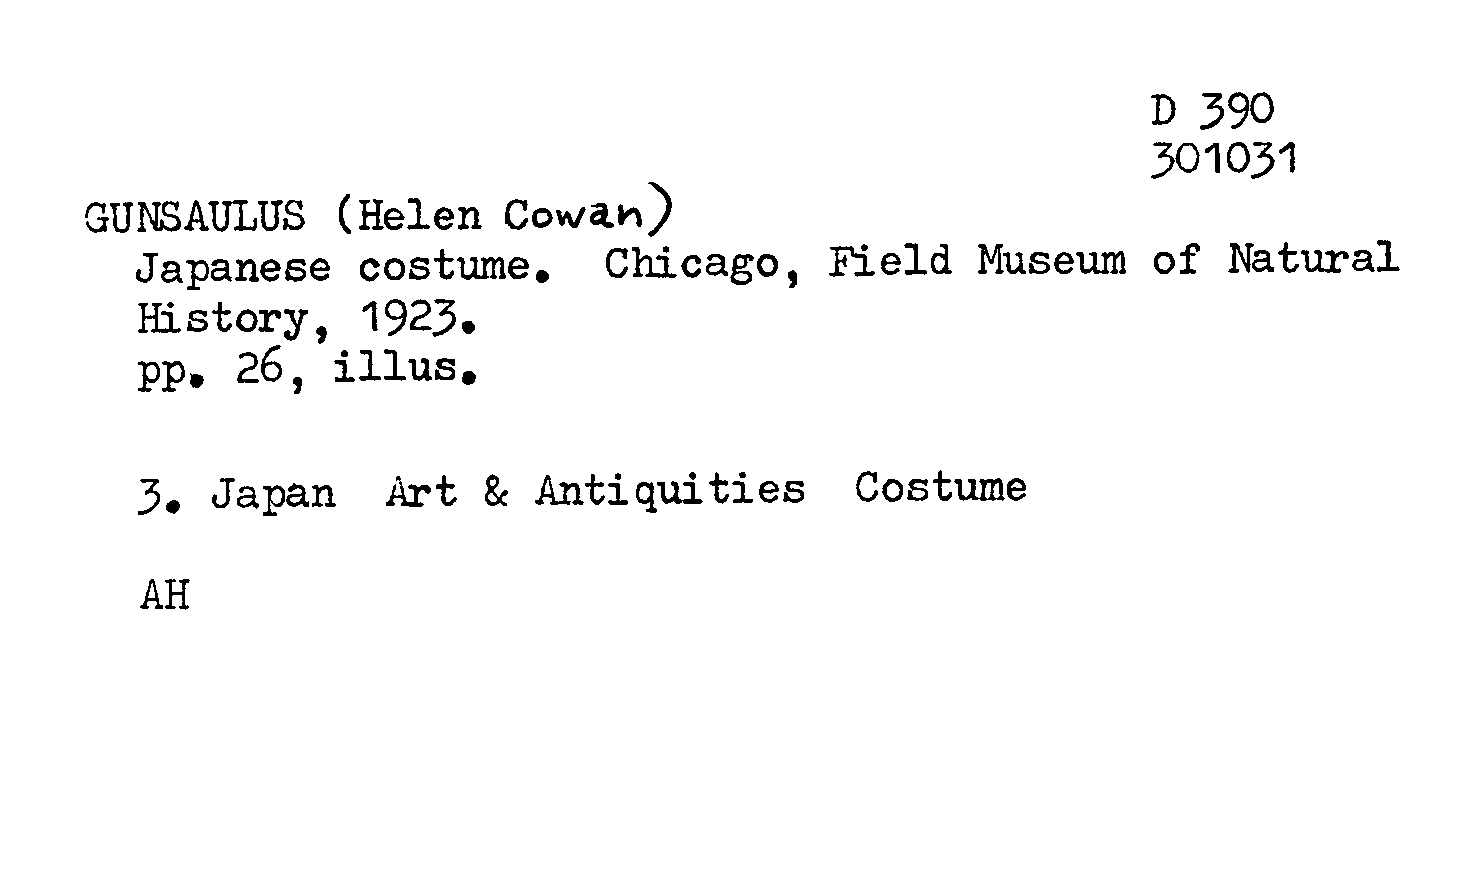 D 390
301031
GUNSAULUS (Helen Cowan)
Japanese costume. Chicago, Field Museum of Natural
History, 1923.
pp. 26, illus.
3. Japan Art & Antiquities Costume
AH